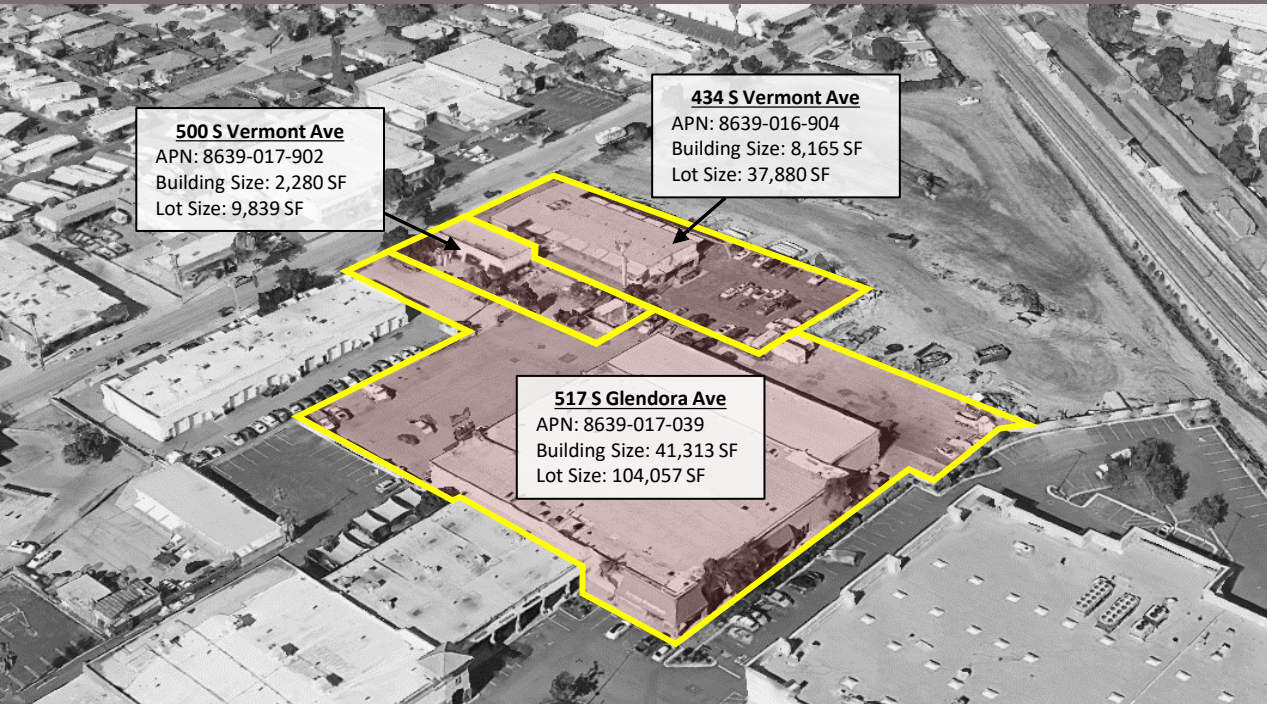 500 S Vermont Ave
APN: 8639-017-902
Building Size: 2,280 SF
Lot Size: 9,839 SF
434 S Vermont Ave
APN: 8639-016-904
Building Size: 8,165 SF
Lot Size: 37,880 SF
517 S Glendora Ave
APN: 8639-017-039
Building Size: 41,313 SF
Lot Size: 104,057 SF